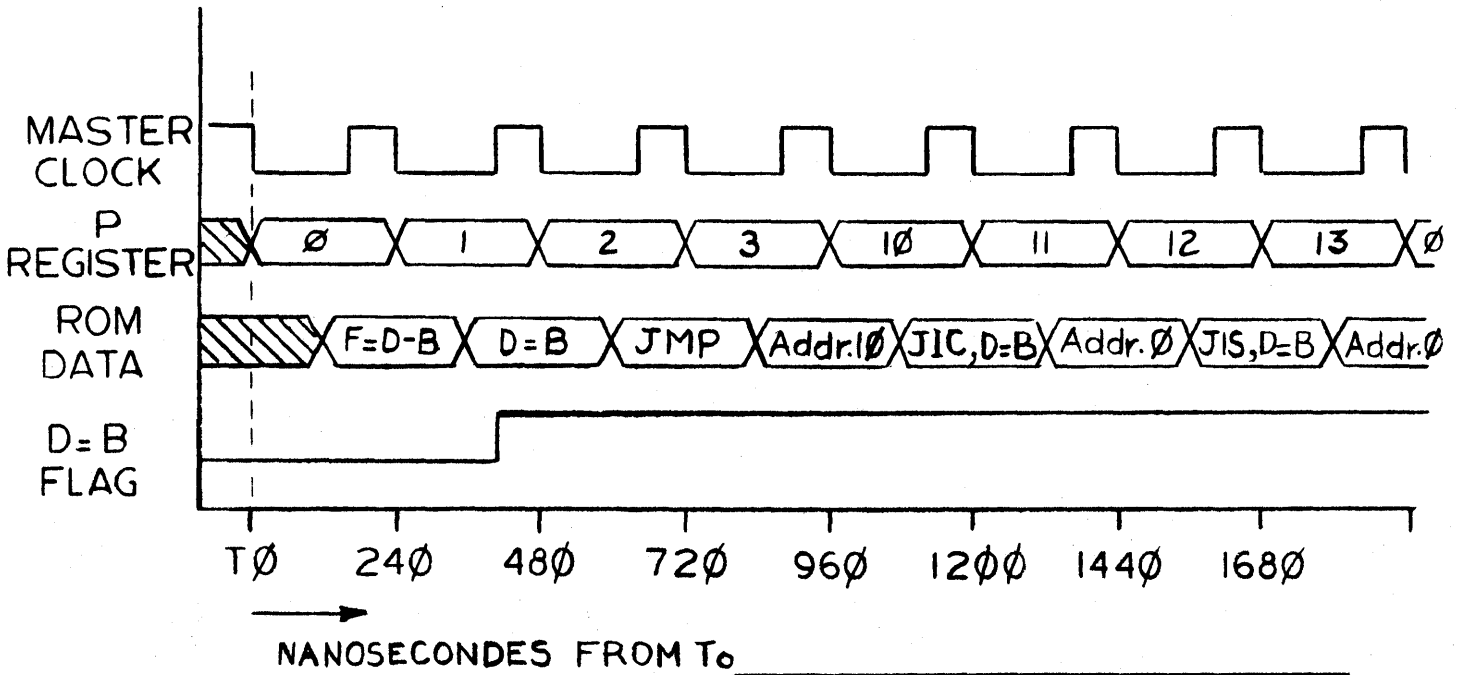 MASTER
CLOCK
P
REGISTER
Ø 1 2 3 1Ø 11 12 13 Ø
ROM
DATA
F=D-B D=B JMP Addr.1Ø JIC,D=B Addr.Ø JIS,D=B Addr.Ø
D=B
FLAG
TØ 24Ø 48Ø 72Ø 96Ø 12ØØ 144Ø 168Ø
NANOSECONDES FROM To